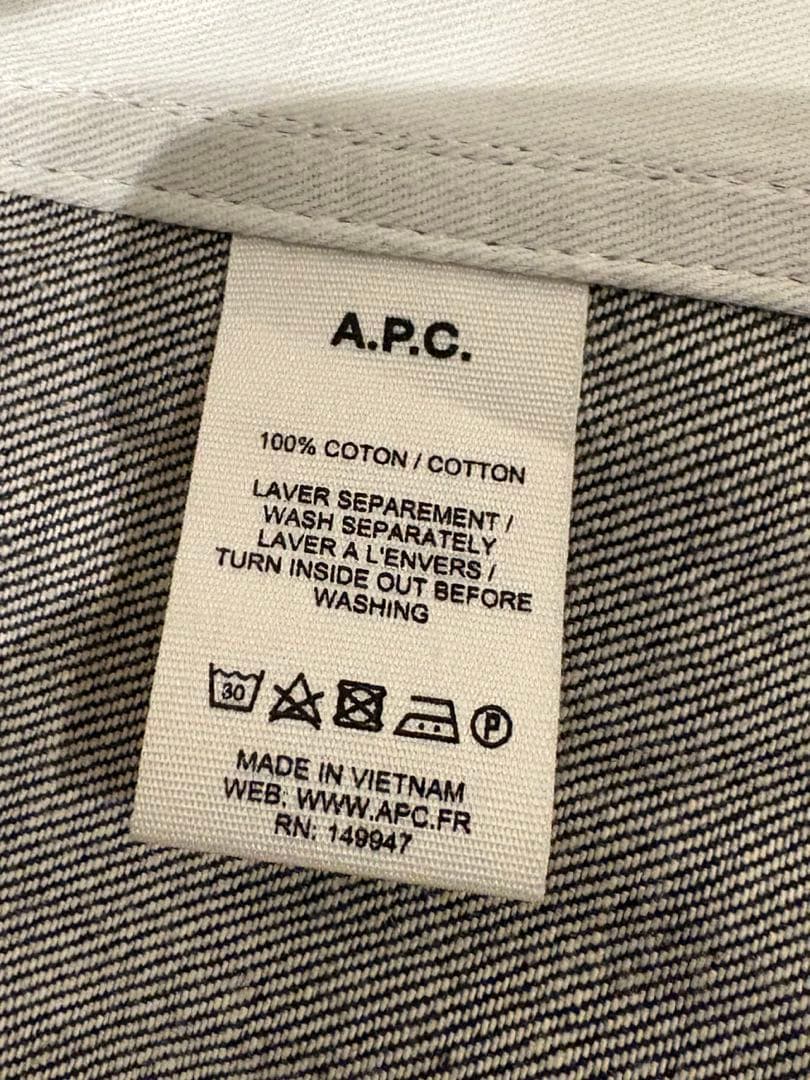 A.P.C.
100% COTON / COTTON
LAVER SEPAREMENT /
WASH SEPARATELY
LAVER A L'ENVERS /
TURN INSIDE OUT BEFORE
WASHING
30
P
MADE IN VIETNAM
WEB: WWW.APC.FR
RN: 149947